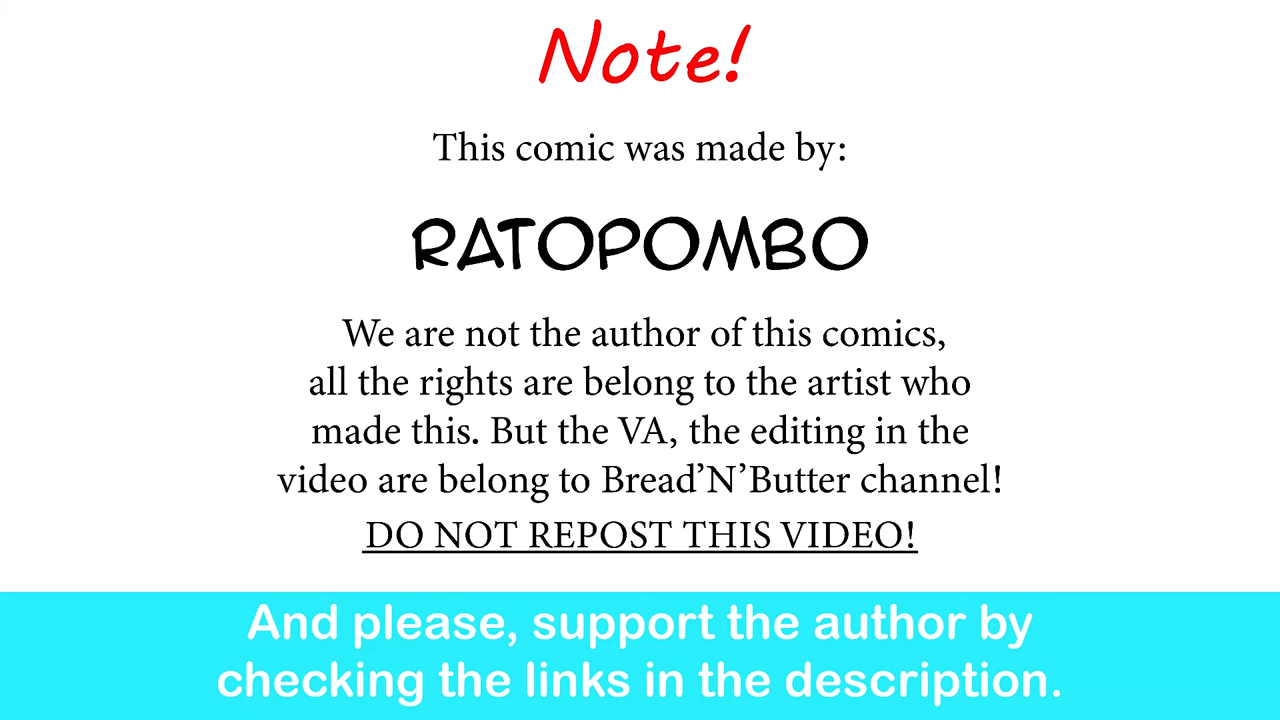 Note!
This comic was made by:
RATOPOMBO
We are not the author of this comics,
all the rights are belong to the artist who
made this. But the VA, the editing in the
video are belong to Bread’N’Butter channel!
DO NOT REPOST THIS VIDEO!
And please, support the author by
checking the links in the description.